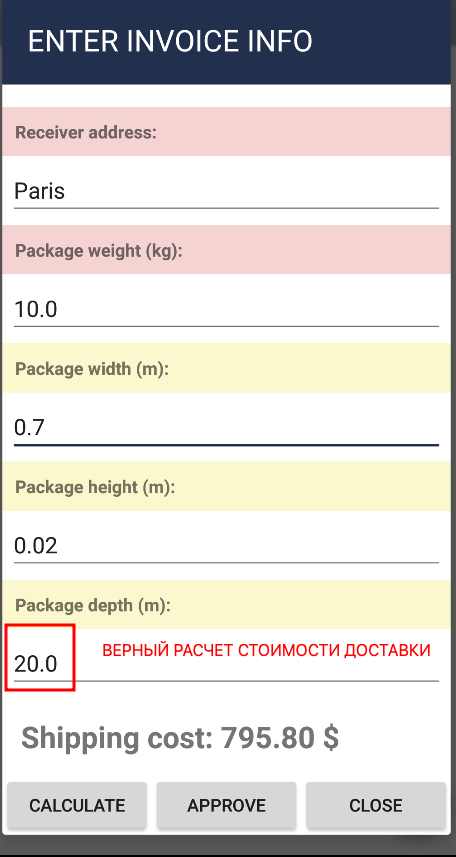 ENTER INVOICE INFO
Receiver address:
Paris
Package weight (kg):
10.0
Package width (m):
0.7
Package height (m):
0.02
Package depth (m):
20.0
ВЕРНЫЙ РАСЧЕТ СТОИМОСТИ ДОСТАВКИ
Shipping cost: 795.80 $
CALCULATE
APPROVE
CLOSE